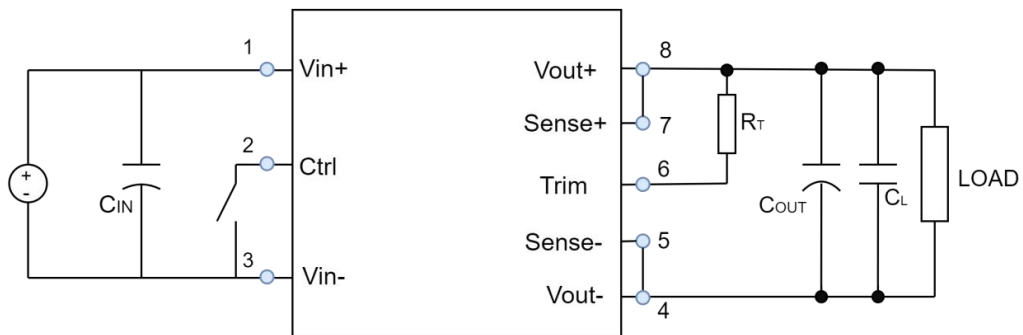 1
Vin+
2
Ctrl
3
Vin-
+
-
CIN
Vout+
8
Sense+
7
Trim
6
Sense-
5
Vout-
4
RT
COUT
CL
LOAD